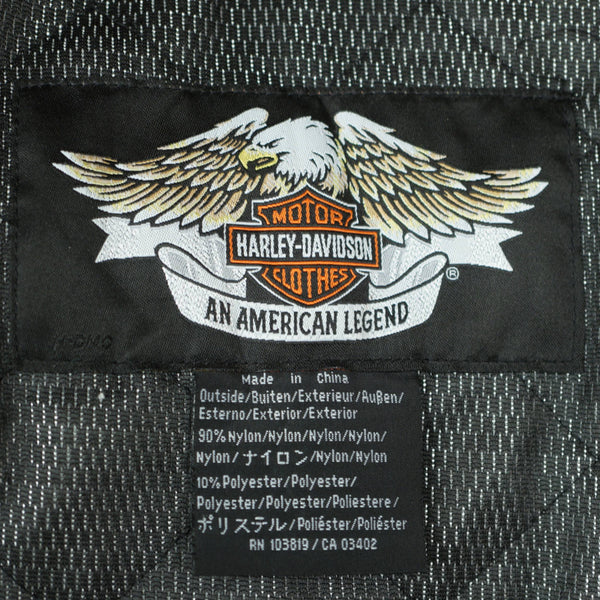 MOTOR
HARLEY-DAVIDSON
CLOTHES
®
AN AMERICAN LEGEND
H-DMC
Made in China
Outside/Buiten/Exterieur/Außen/
Esterno/Exterior/Exterior
90% Nylon/Nylon/Nylon/Nylon/
Nylon/ナイロン/Nylon/Nylon
10% Polyester/Polyester/
Polyester/Polyester/Poliestere/
ポリステル/Poliéster/Poliéster
RN 103819 / CA 03402